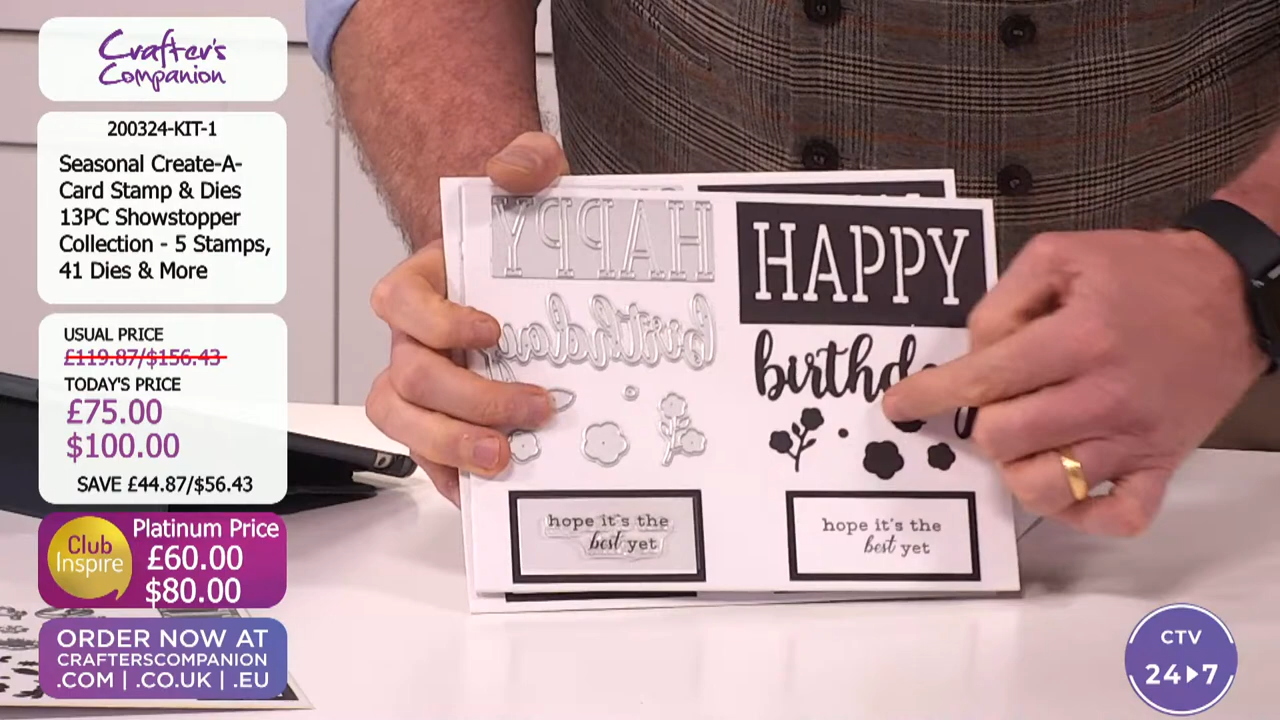 Crafter's
Companion
200324-KIT-1
Seasonal Create-A-
Card Stamp & Dies
13PC Showstopper
Collection - 5 Stamps,
41 Dies & More
USUAL PRICE
£119.87/$156.43
TODAY'S PRICE
£75.00
$100.00
SAVE £44.87/$56.43
Club
Inspire
Platinum Price
£60.00
$80.00
ORDER NOW AT
CRAFTERSCOMPANION
.COM | .CO.UK | .EU
HAPPY
birthday
hope it's the
best yet
HAPPY
birthd
hope it's the
best yet
CTV
24▶7